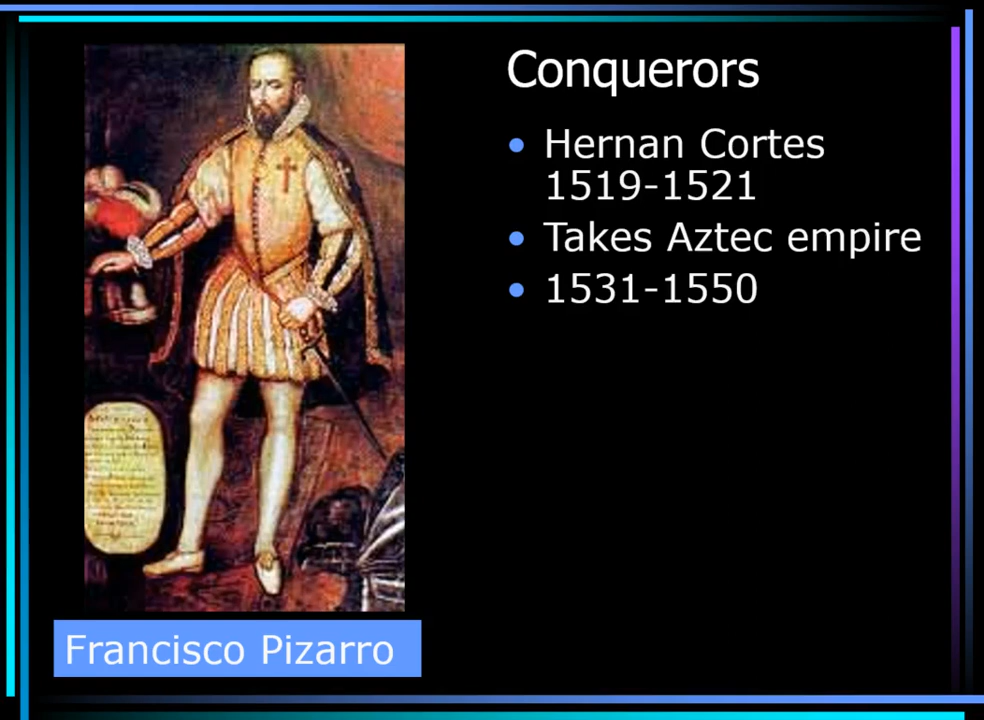 Conquerors
Hernan Cortes
1519-1521
Takes Aztec empire
1531-1550
Francisco Pizarro